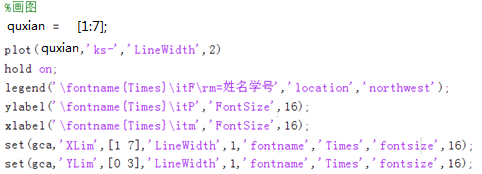 %画图
quxian = [1:7];
plot(quxian,'ks-','LineWidth',2)
hold on;
legend('\fontname{Times}\itF\rm=姓名学号','location','northwest');
ylabel('\fontname{Times}\itP','FontSize',16);
xlabel('\fontname{Times}\itm','FontSize',16);
set(gca,'XLim',[1 7],'LineWidth',1,'fontname','Times','fontsize',16);
set(gca,'YLim',[0 3],'LineWidth',1,'fontname','Times','fontsize',16);